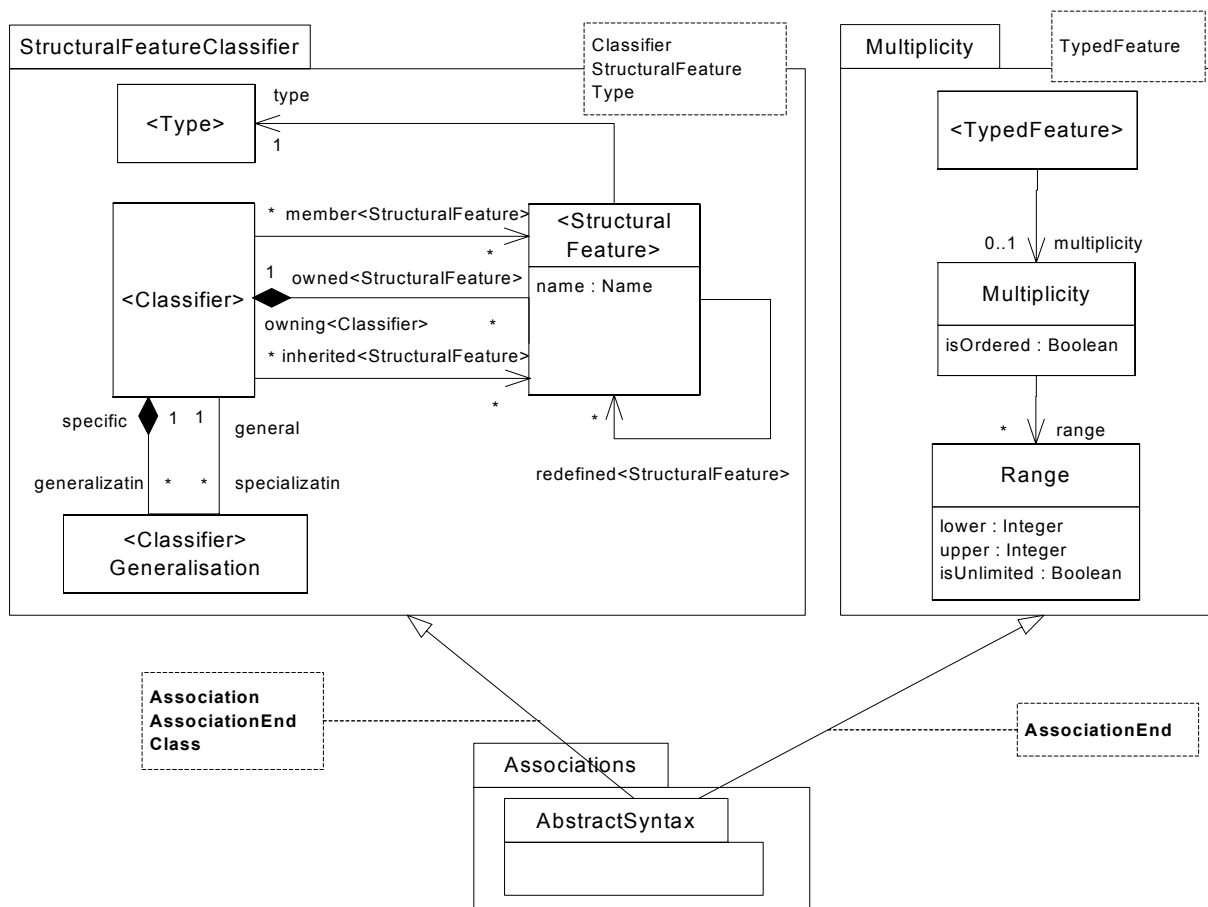 StructuralFeatureClassifier
Classifier
StructuralFeature
Type
<Type>
type
1
<Classifier>
* member<StructuralFeature>
*
<Structural
Feature>
name : Name
1
owned<StructuralFeature>
owning<Classifier>
*
* inherited<StructuralFeature>
*
specific
1
1
general
generalizatin
*
*
specializatin
<Classifier>
Generalisation
*
redefined<StructuralFeature>
Multiplicity
TypedFeature
<TypedFeature>
0..1
multiplicity
Multiplicity
isOrdered : Boolean
*
range
Range
lower : Integer
upper : Integer
isUnlimited : Boolean
Association
AssociationEnd
Class
AssociationEnd
Associations
AbstractSyntax